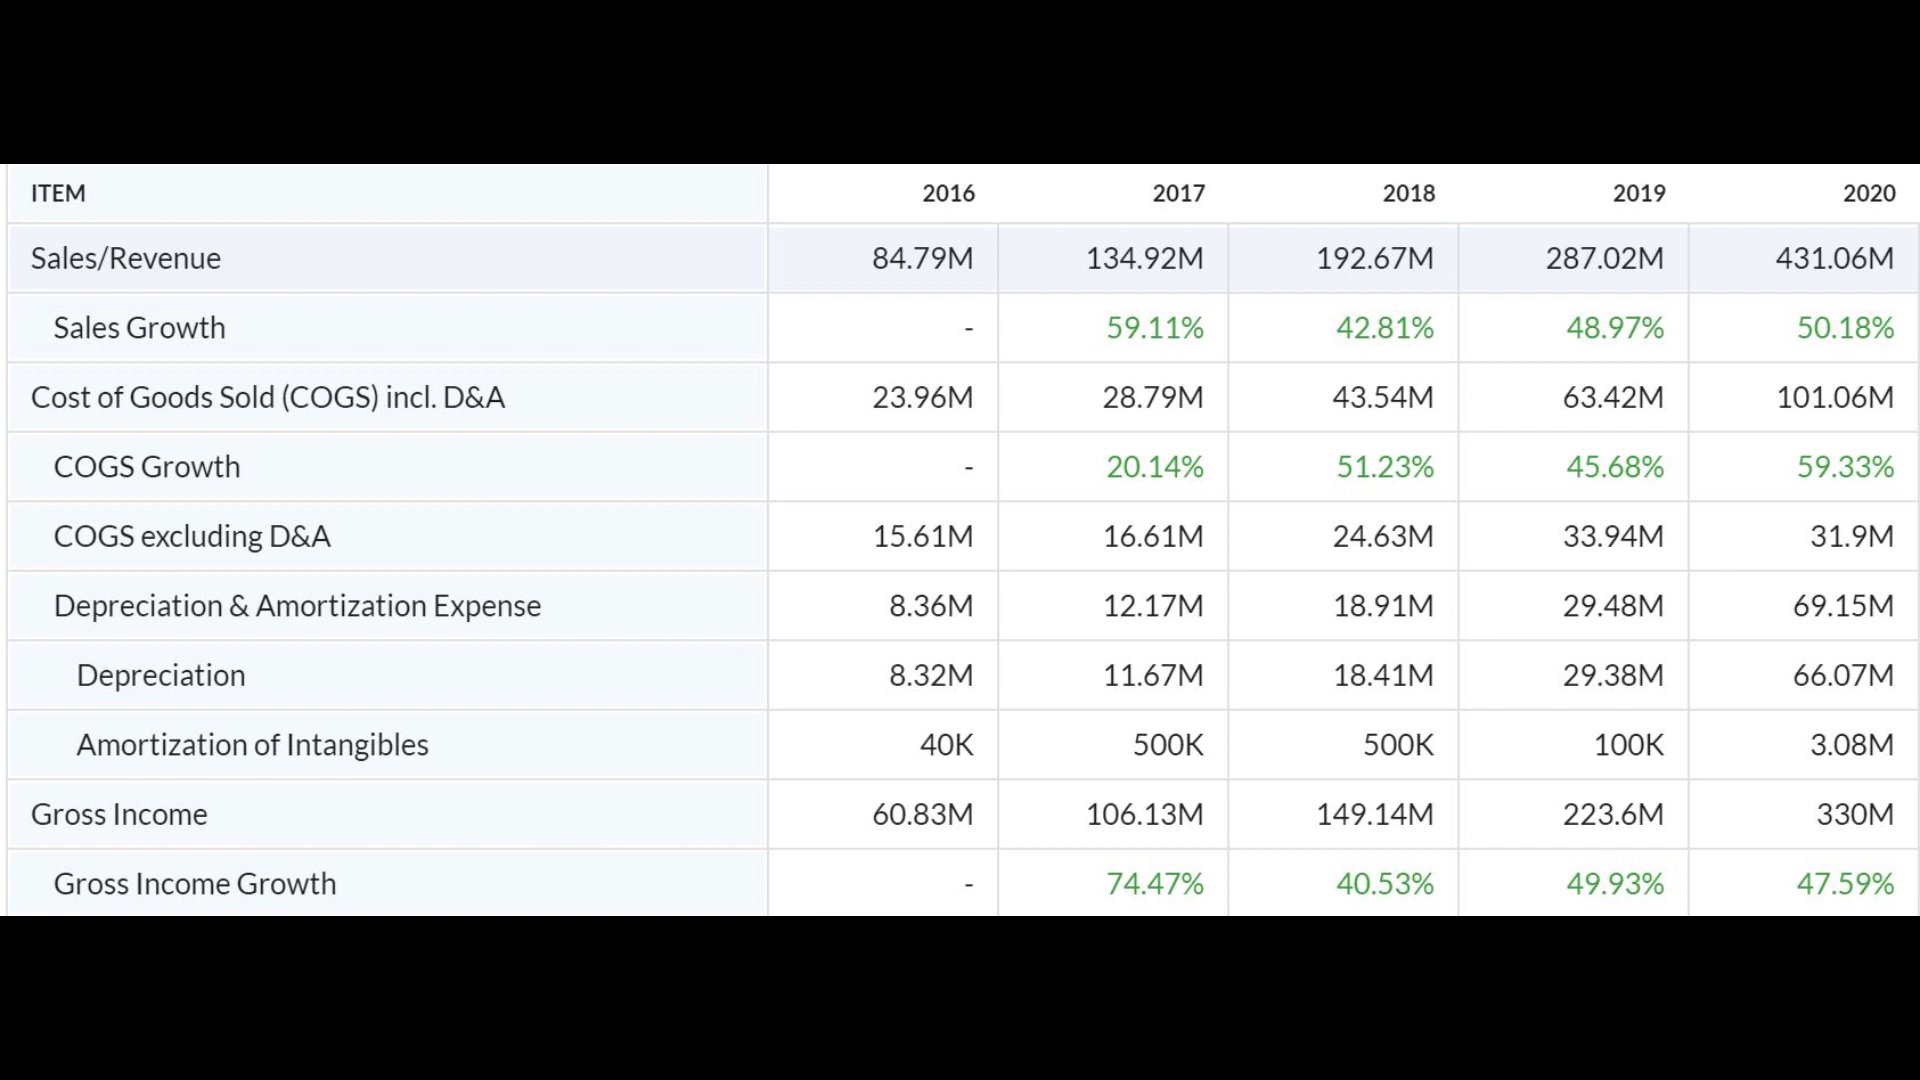 ITEM 2016 2017 2018 2019 2020
Sales/Revenue 84.79M 134.92M 192.67M 287.02M 431.06M
Sales Growth - 59.11% 42.81% 48.97% 50.18%
Cost of Goods Sold (COGS) incl. D&A 23.96M 28.79M 43.54M 63.42M 101.06M
COGS Growth - 20.14% 51.23% 45.68% 59.33%
COGS excluding D&A 15.61M 16.61M 24.63M 33.94M 31.9M
Depreciation & Amortization Expense 8.36M 12.17M 18.91M 29.48M 69.15M
Depreciation 8.32M 11.67M 18.41M 29.38M 66.07M
Amortization of Intangibles 40K 500K 500K 100K 3.08M
Gross Income 60.83M 106.13M 149.14M 223.6M 330M
Gross Income Growth - 74.47% 40.53% 49.93% 47.59%